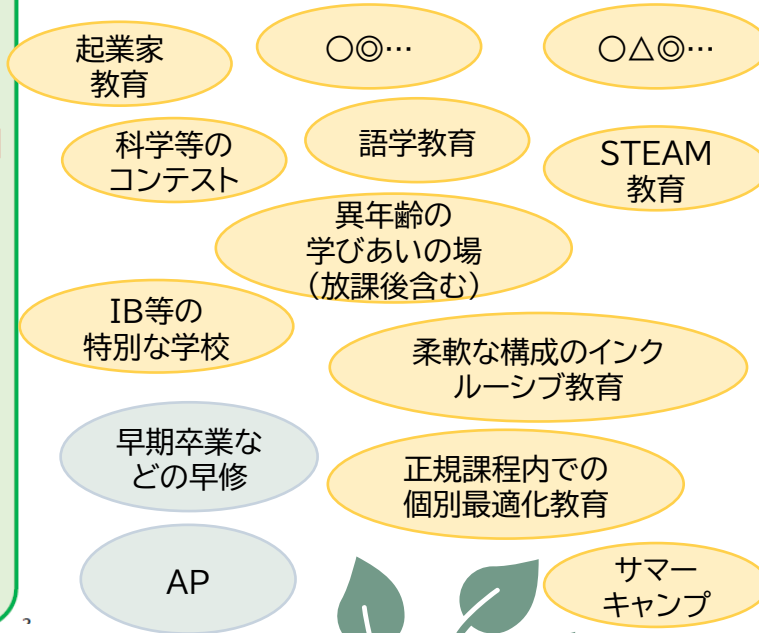 起業家
教育
○◎…
○△◎…
科学等の
コンテスト
語学教育
STEAM
教育
異年齢の
学びあいの場
（放課後含む）
IB等の
特別な学校
柔軟な構成のインク
ルーシブ教育
早期卒業な
どの早修
正規課程内での
個別最適化教育
AP
サマー
キャンプ